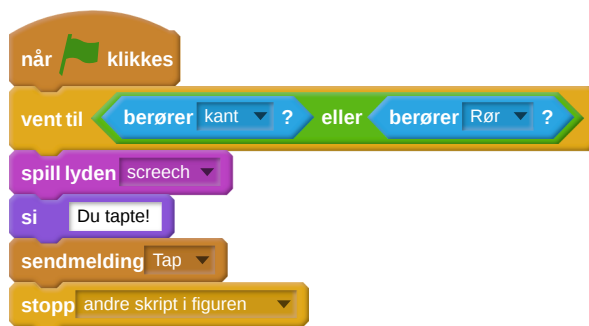 når klikkes
vent til berører kant ? eller berører Rør ?
spill lyden screech
si Du tapte!
sendmelding Tap
stopp andre skript i figuren